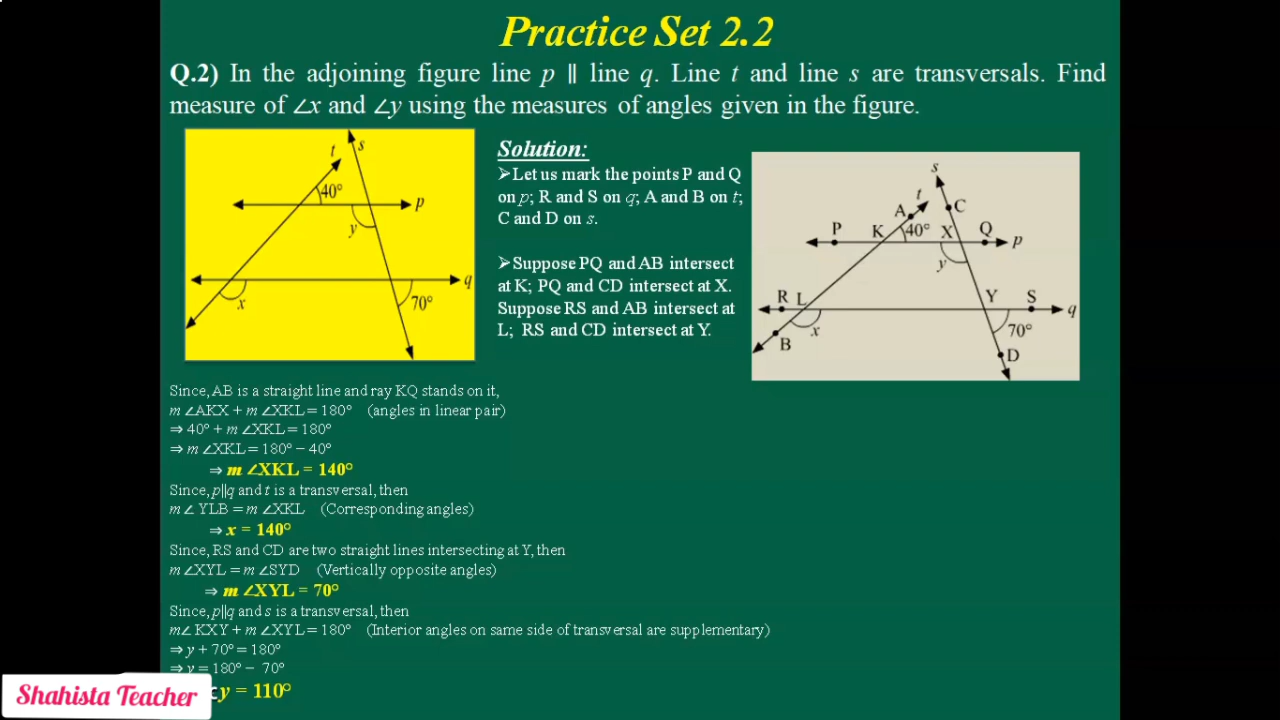 Practice Set 2.2
Q.2) In the adjoining figure line p || line q. Line t and line s are transversals. Find
measure of ∠x and ∠y using the measures of angles given in the figure.
s
t
40°
p
y
q
x
70°
Solution:
➢Let us mark the points P and Q
on p; R and S on q; A and B on t;
C and D on s.
➢Suppose PQ and AB intersect
at K; PQ and CD intersect at X.
Suppose RS and AB intersect at
L; RS and CD intersect at Y.
s
t
A C
P K 40° X Q
p
y
R L Y S
q
x 70°
B
D
Since, AB is a straight line and ray KQ stands on it,
m ∠AKX + m ∠XKL = 180° (angles in linear pair)
⇒ 40° + m ∠XKL = 180°
⇒ m ∠XKL = 180° − 40°
⇒ m ∠XKL = 140°
Since, p||q and t is a transversal, then
m∠ YLB = m ∠XKL (Corresponding angles)
⇒ x = 140°
Since, RS and CD are two straight lines intersecting at Y, then
m ∠XYL = m ∠SYD (Vertically opposite angles)
⇒ m ∠XYL = 70°
Since, p||q and s is a transversal, then
m∠ KXY + m ∠XYL = 180° (Interior angles on same side of transversal are supplementary)
⇒ y + 70° = 180°
⇒ y = 180° − 70°
y = 110°
Shahista Teacher